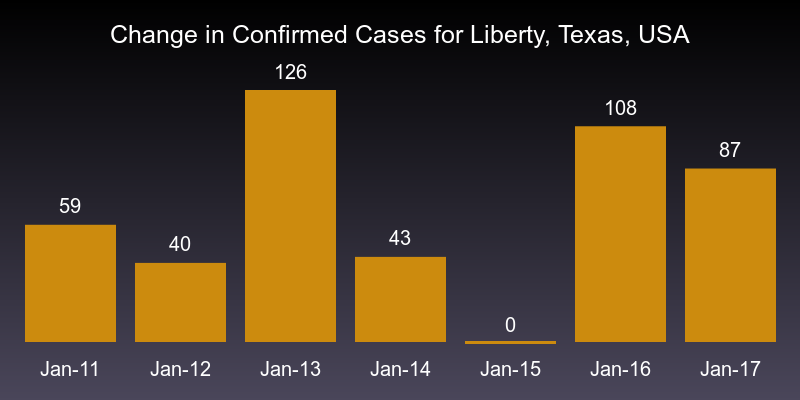 Change in Confirmed Cases for Liberty, Texas, USA
59
40
126
43
0
108
87
Jan-11
Jan-12
Jan-13
Jan-14
Jan-15
Jan-16
Jan-17